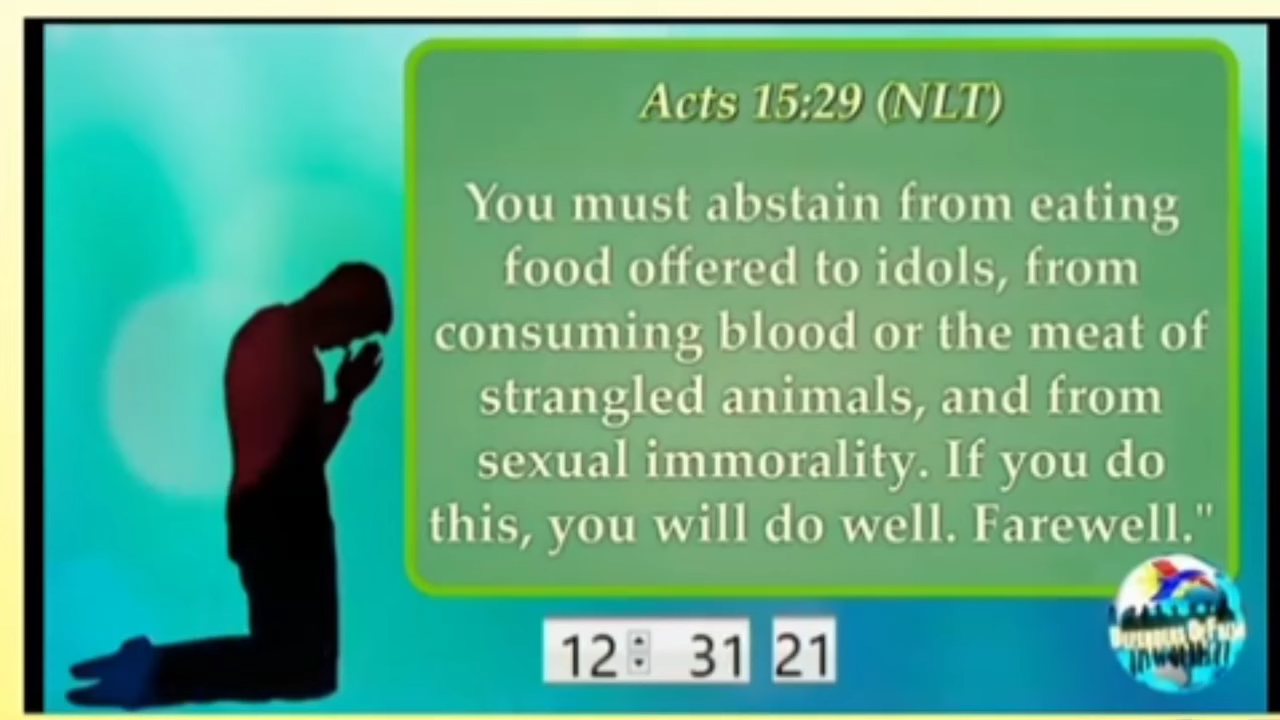 Acts 15:29 (NLT)
You must abstain from eating
food offered to idols, from
consuming blood or the meat of
strangled animals, and from
sexual immorality. If you do
this, you will do well. Farewell."
12 31 21